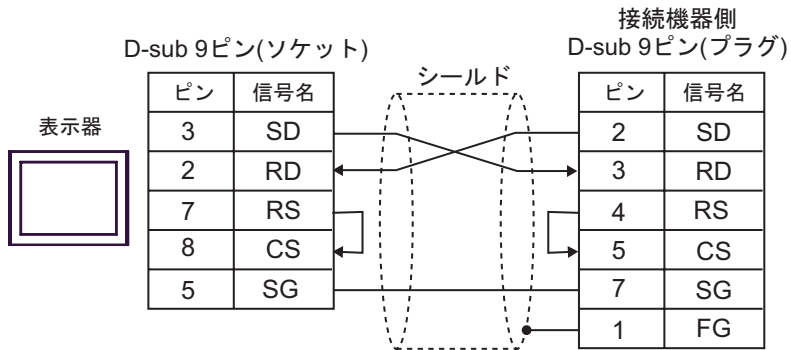 接続機器側
D-sub 9ピン(ソケット)
D-sub 9ピン(プラグ)
シールド
表示器
ピン 信号名
3 SD
2 RD
7 RS
8 CS
5 SG
ピン 信号名
2 SD
3 RD
4 RS
5 CS
7 SG
1 FG